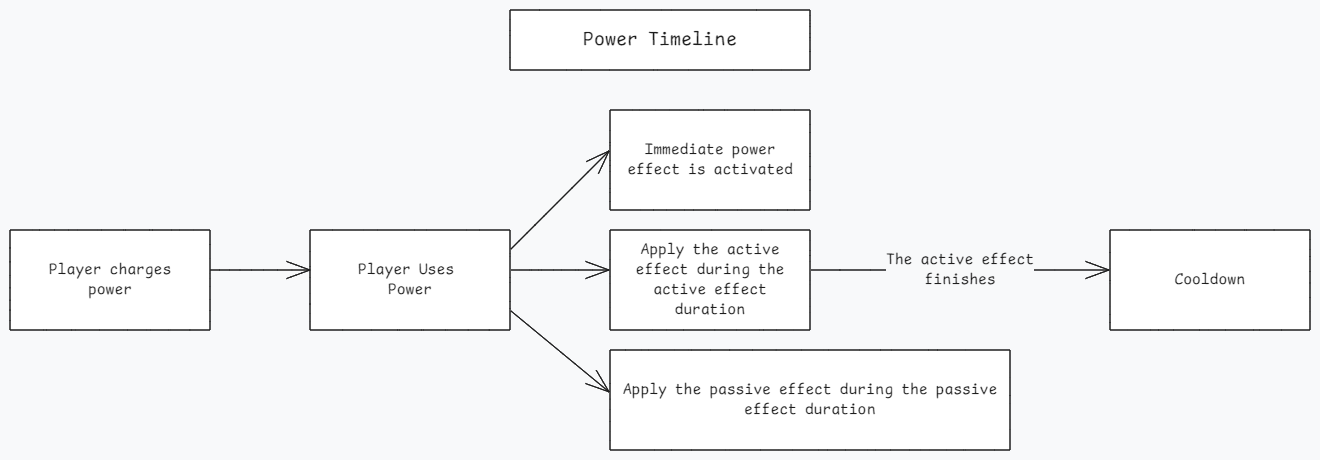 Power Timeline
Immediate power
effect is activated
Player charges
power
Player Uses
Power
Apply the active
effect during the
active effect
duration
The active effect
finishes
Cooldown
Apply the passive effect during the passive
effect duration